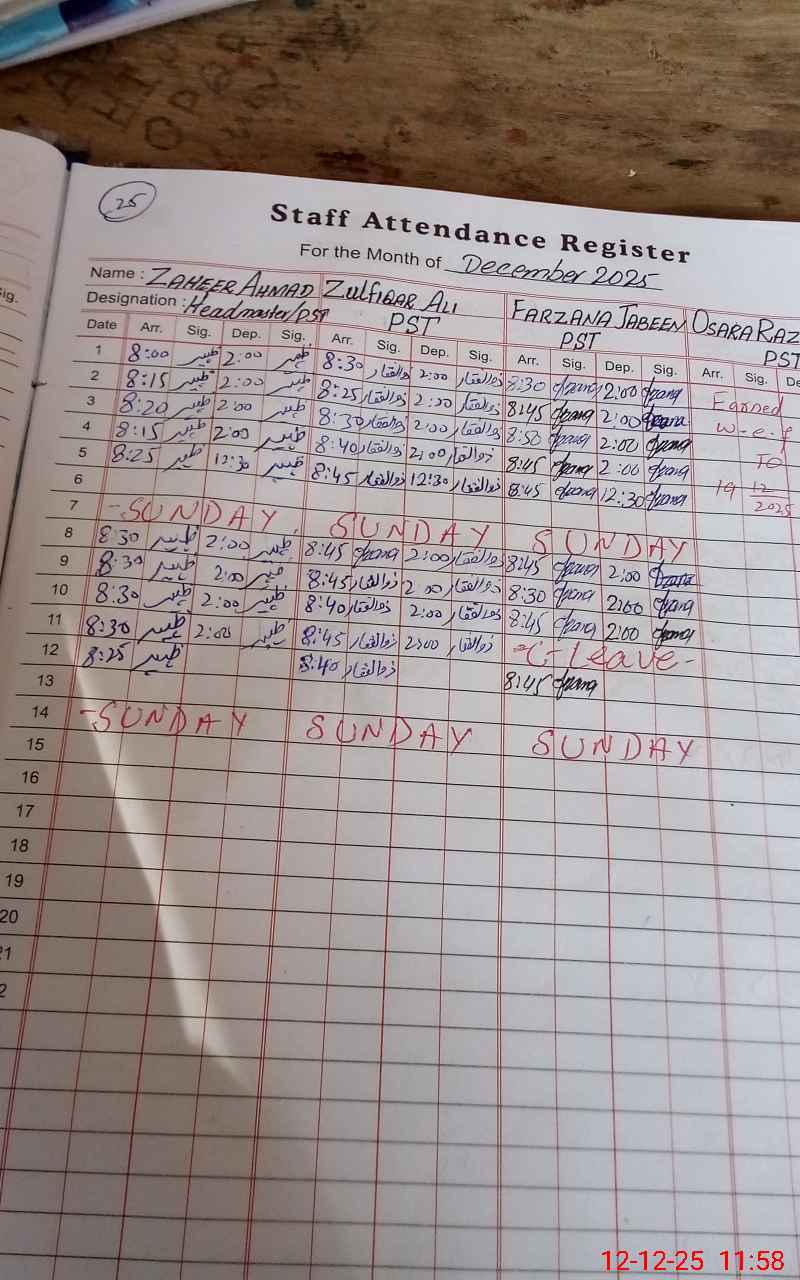 25
Staff Attendance Register
For the Month of December 2025
Name : ZAHEER AHMAD ZULFIQAR ALI FARZANA JABEEN OSARA RAZ
Designation : Headmaster/PST PST PST PST
Date Arr. Sig. Dep. Sig. Arr. Sig. Dep. Sig. Arr. Sig. Dep. Sig. Arr. Sig. De
1 8:00 ظہیر 2:00 ظہیر 8:30 ذوالفقار 2:00 ذوالفقار 8:30 2:00 Earned
2 8:15 ظہیر 2:00 ظہیر 8:25 ذوالفقار 2:00 ذوالفقار 8:45 2:00 w.e.f
3 8:20 ظہیر 2:00 ظہیر 8:30 ذوالفقار 2:00 ذوالفقار 8:50 2:00
4 8:15 ظہیر 2:00 ظہیر 8:40 ذوالفقار 2:00 ذوالفقار 8:45 2:00 TO
5 8:25 ظہیر 12:30 ظہیر 8:45 ذوالفقار 12:30 ذوالفقار 8:45 12:30 19 12 2025
6
7 - SUNDAY SUNDAY SUNDAY
8 8:30 ظہیر 2:00 ظہیر 8:45 2:00 ذوالفقار 8:45 2:00
9 8:30 ظہیر 2:00 ظہیر 8:45 ذوالفقار 2:00 ذوالفقار 8:30 2:00
10 8:30 ظہیر 2:00 ظہیر 8:40 ذوالفقار 2:00 ذوالفقار 8:45 2:00
11 8:30 ظہیر 2:00 ظہیر 8:45 ذوالفقار 2:00 ذوالفقار C-Leave-
12 8:25 ظہیر 8:40 ذوالفقار 8:45
13
14 -SUNDAY SUNDAY SUNDAY
15
16
17
18
19
20
21
2
12-12-25 11:58